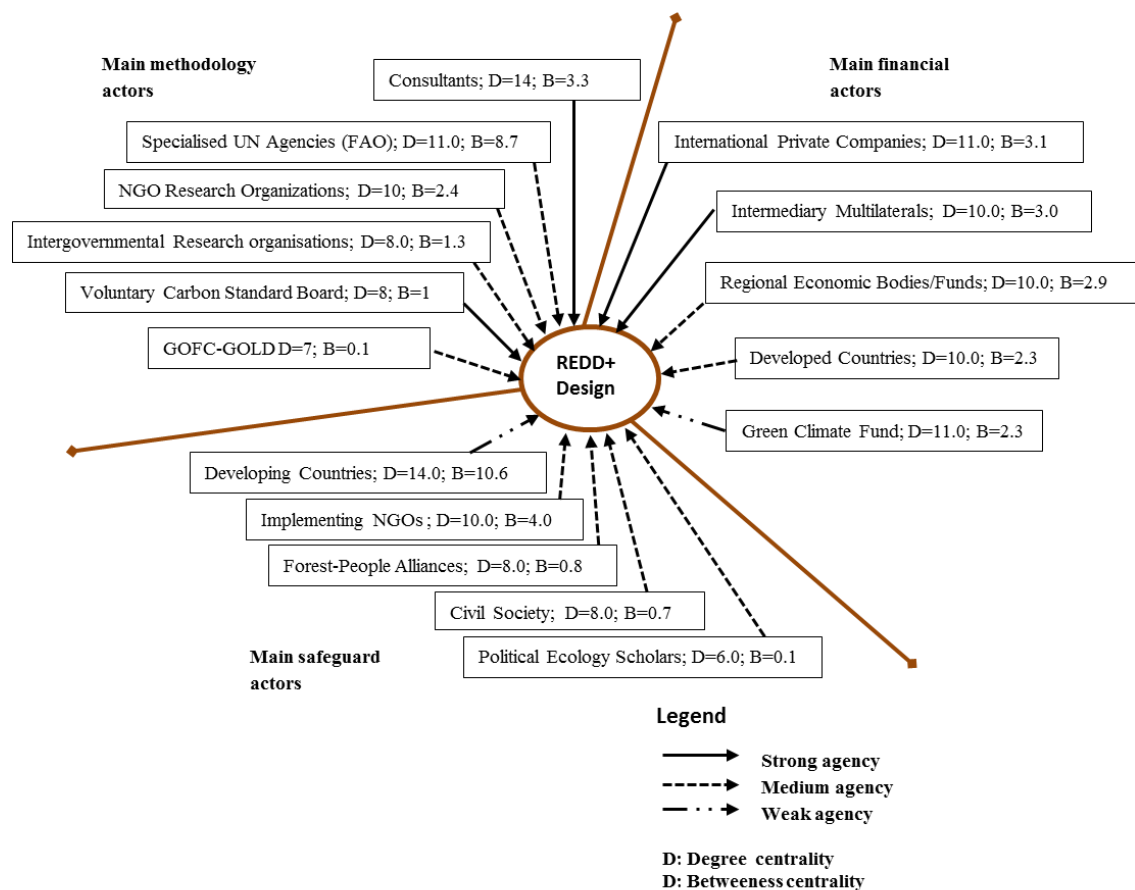 Main methodology
actors
Consultants; D=14; B=3.3
Main financial
actors
Specialised UN Agencies (FAO); D=11.0; B=8.7
International Private Companies; D=11.0; B=3.1
NGO Research Organizations; D=10; B=2.4
Intermediary Multilaterals; D=10.0; B=3.0
Intergovernmental Research organisations; D=8.0; B=1.3
Regional Economic Bodies/Funds; D=10.0; B=2.9
Voluntary Carbon Standard Board; D=8; B=1
GOFC-GOLD D=7; B=0.1
Developed Countries; D=10.0; B=2.3
REDD+
Design
Green Climate Fund; D=11.0; B=2.3
Developing Countries; D=14.0; B=10.6
Implementing NGOs ; D=10.0; B=4.0
Forest-People Alliances; D=8.0; B=0.8
Civil Society; D=8.0; B=0.7
Political Ecology Scholars; D=6.0; B=0.1
Main safeguard
actors
Legend
Strong agency
Medium agency
Weak agency
D: Degree centrality
D: Betweeness centrality